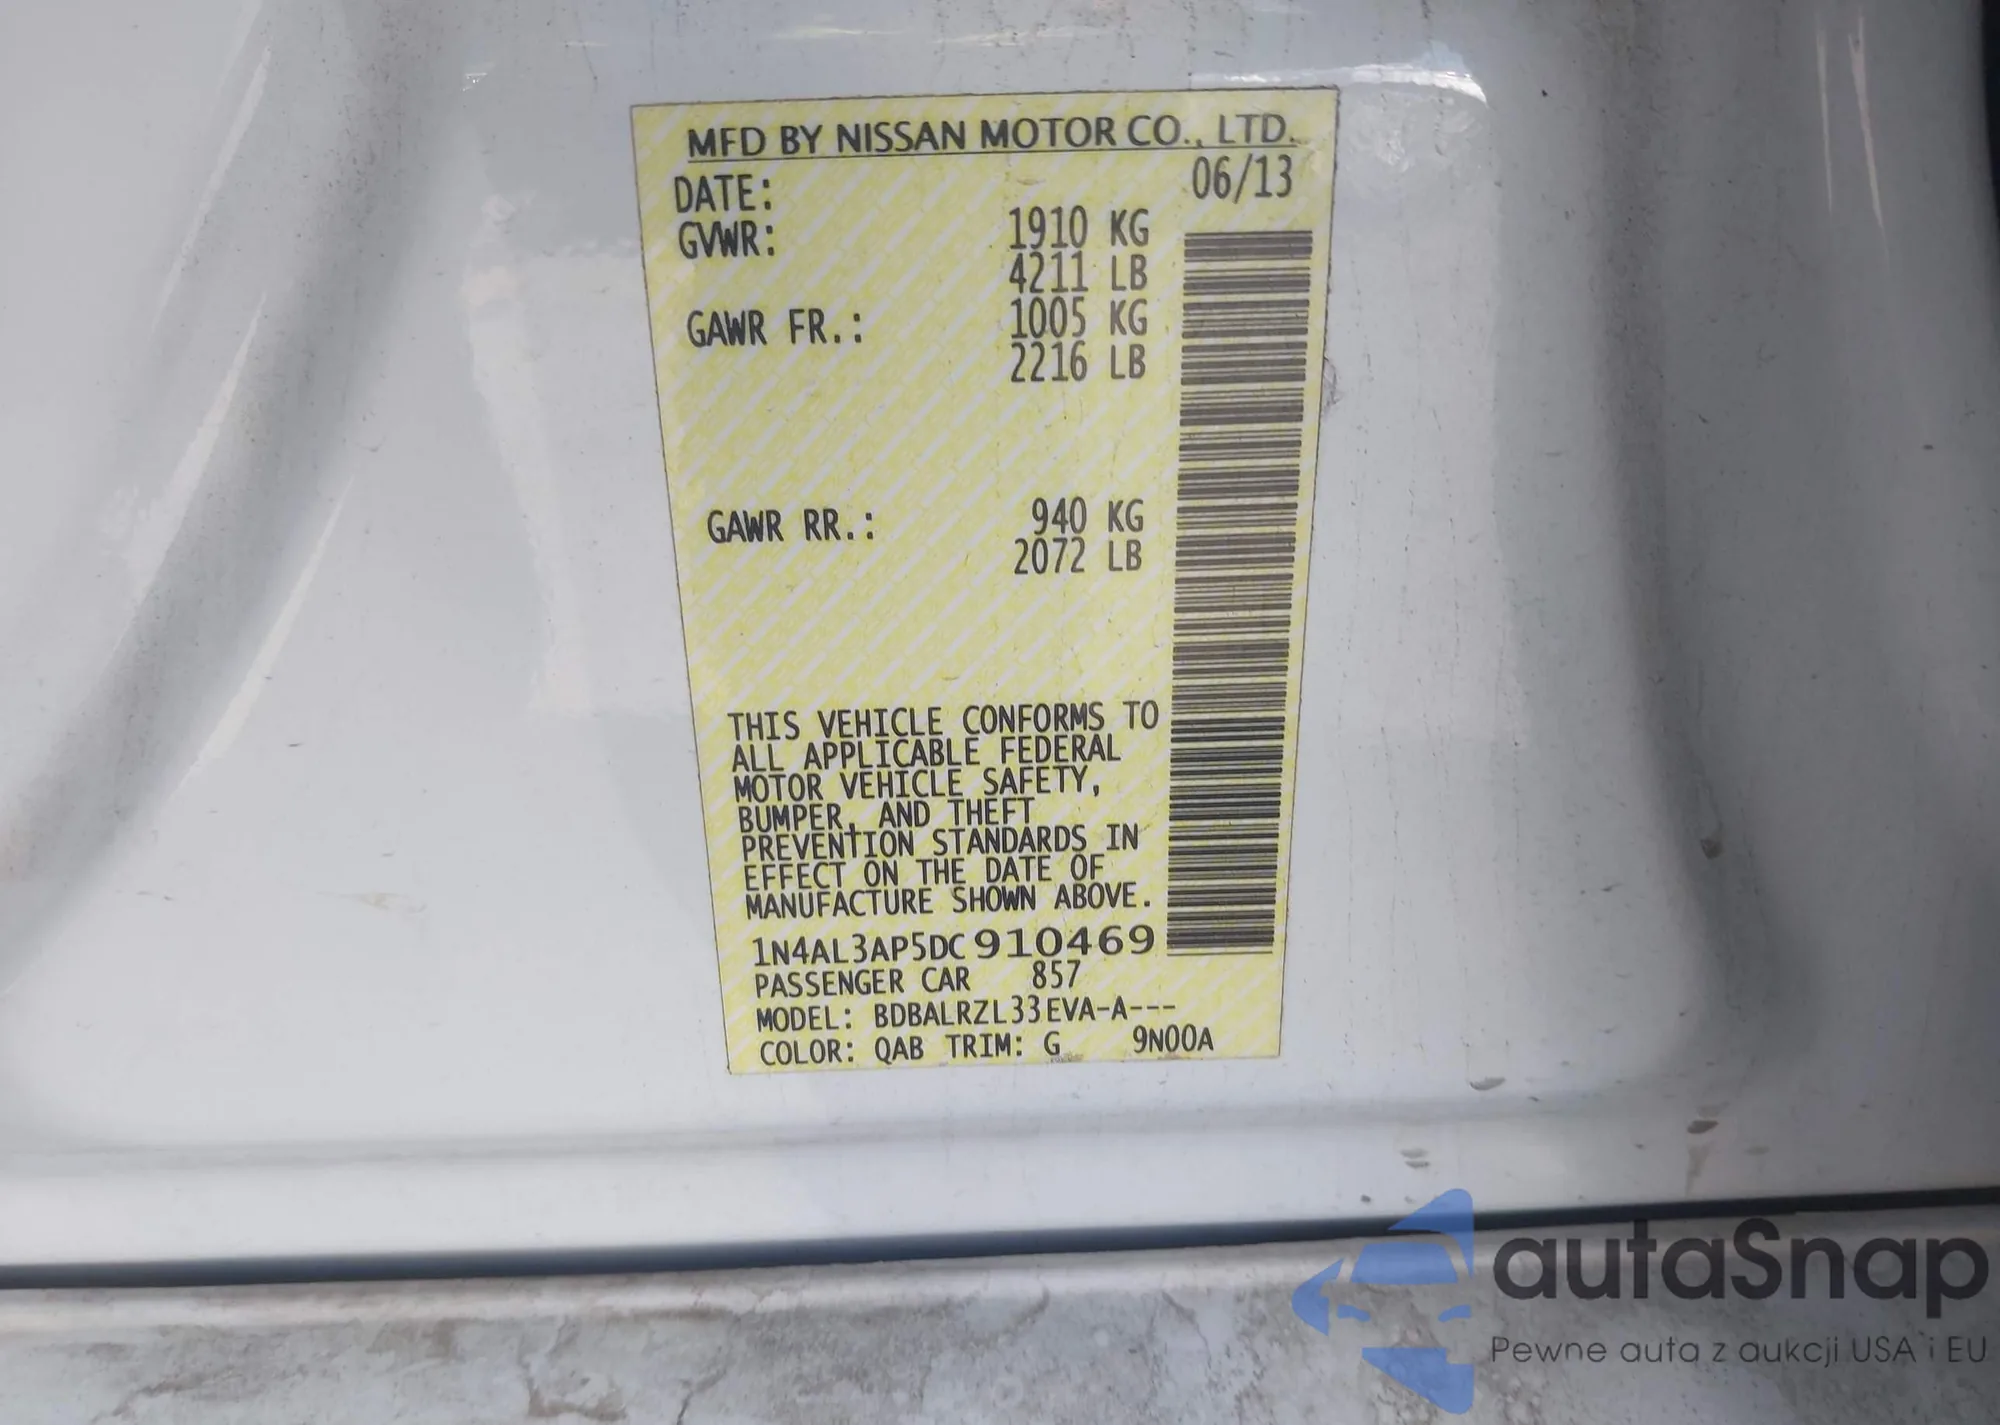 MFD BY NISSAN MOTOR CO., LTD.
DATE: 06/13
GVWR: 1910 KG
4211 LB
GAWR FR.: 1005 KG
2216 LB
GAWR RR.: 940 KG
2072 LB
THIS VEHICLE CONFORMS TO
ALL APPLICABLE FEDERAL
MOTOR VEHICLE SAFETY,
BUMPER, AND THEFT
PREVENTION STANDARDS IN
EFFECT ON THE DATE OF
MANUFACTURE SHOWN ABOVE.
1N4AL3AP5DC910469
PASSENGER CAR 857
MODEL: BDBALRZL33EVA-A---
COLOR: QAB TRIM: G 9N00A
autaSnap
Pewne auta z aukcji USA i EU